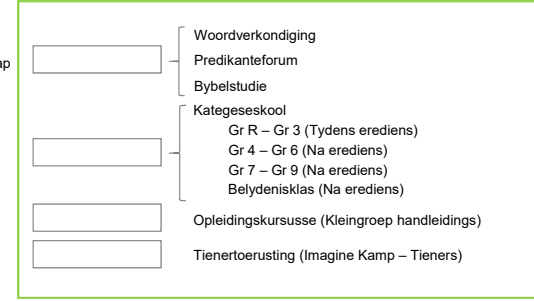 ap
Woordverkondiging
Predikanteforum
Bybelstudie
Kategeseskool
Gr R – Gr 3 (Tydens erediens)
Gr 4 – Gr 6 (Na erediens)
Gr 7 – Gr 9 (Na erediens)
Belydenisklas (Na erediens)
Opleidingskursusse (Kleingroep handleidings)
Tienertoerusting (Imagine Kamp – Tieners)